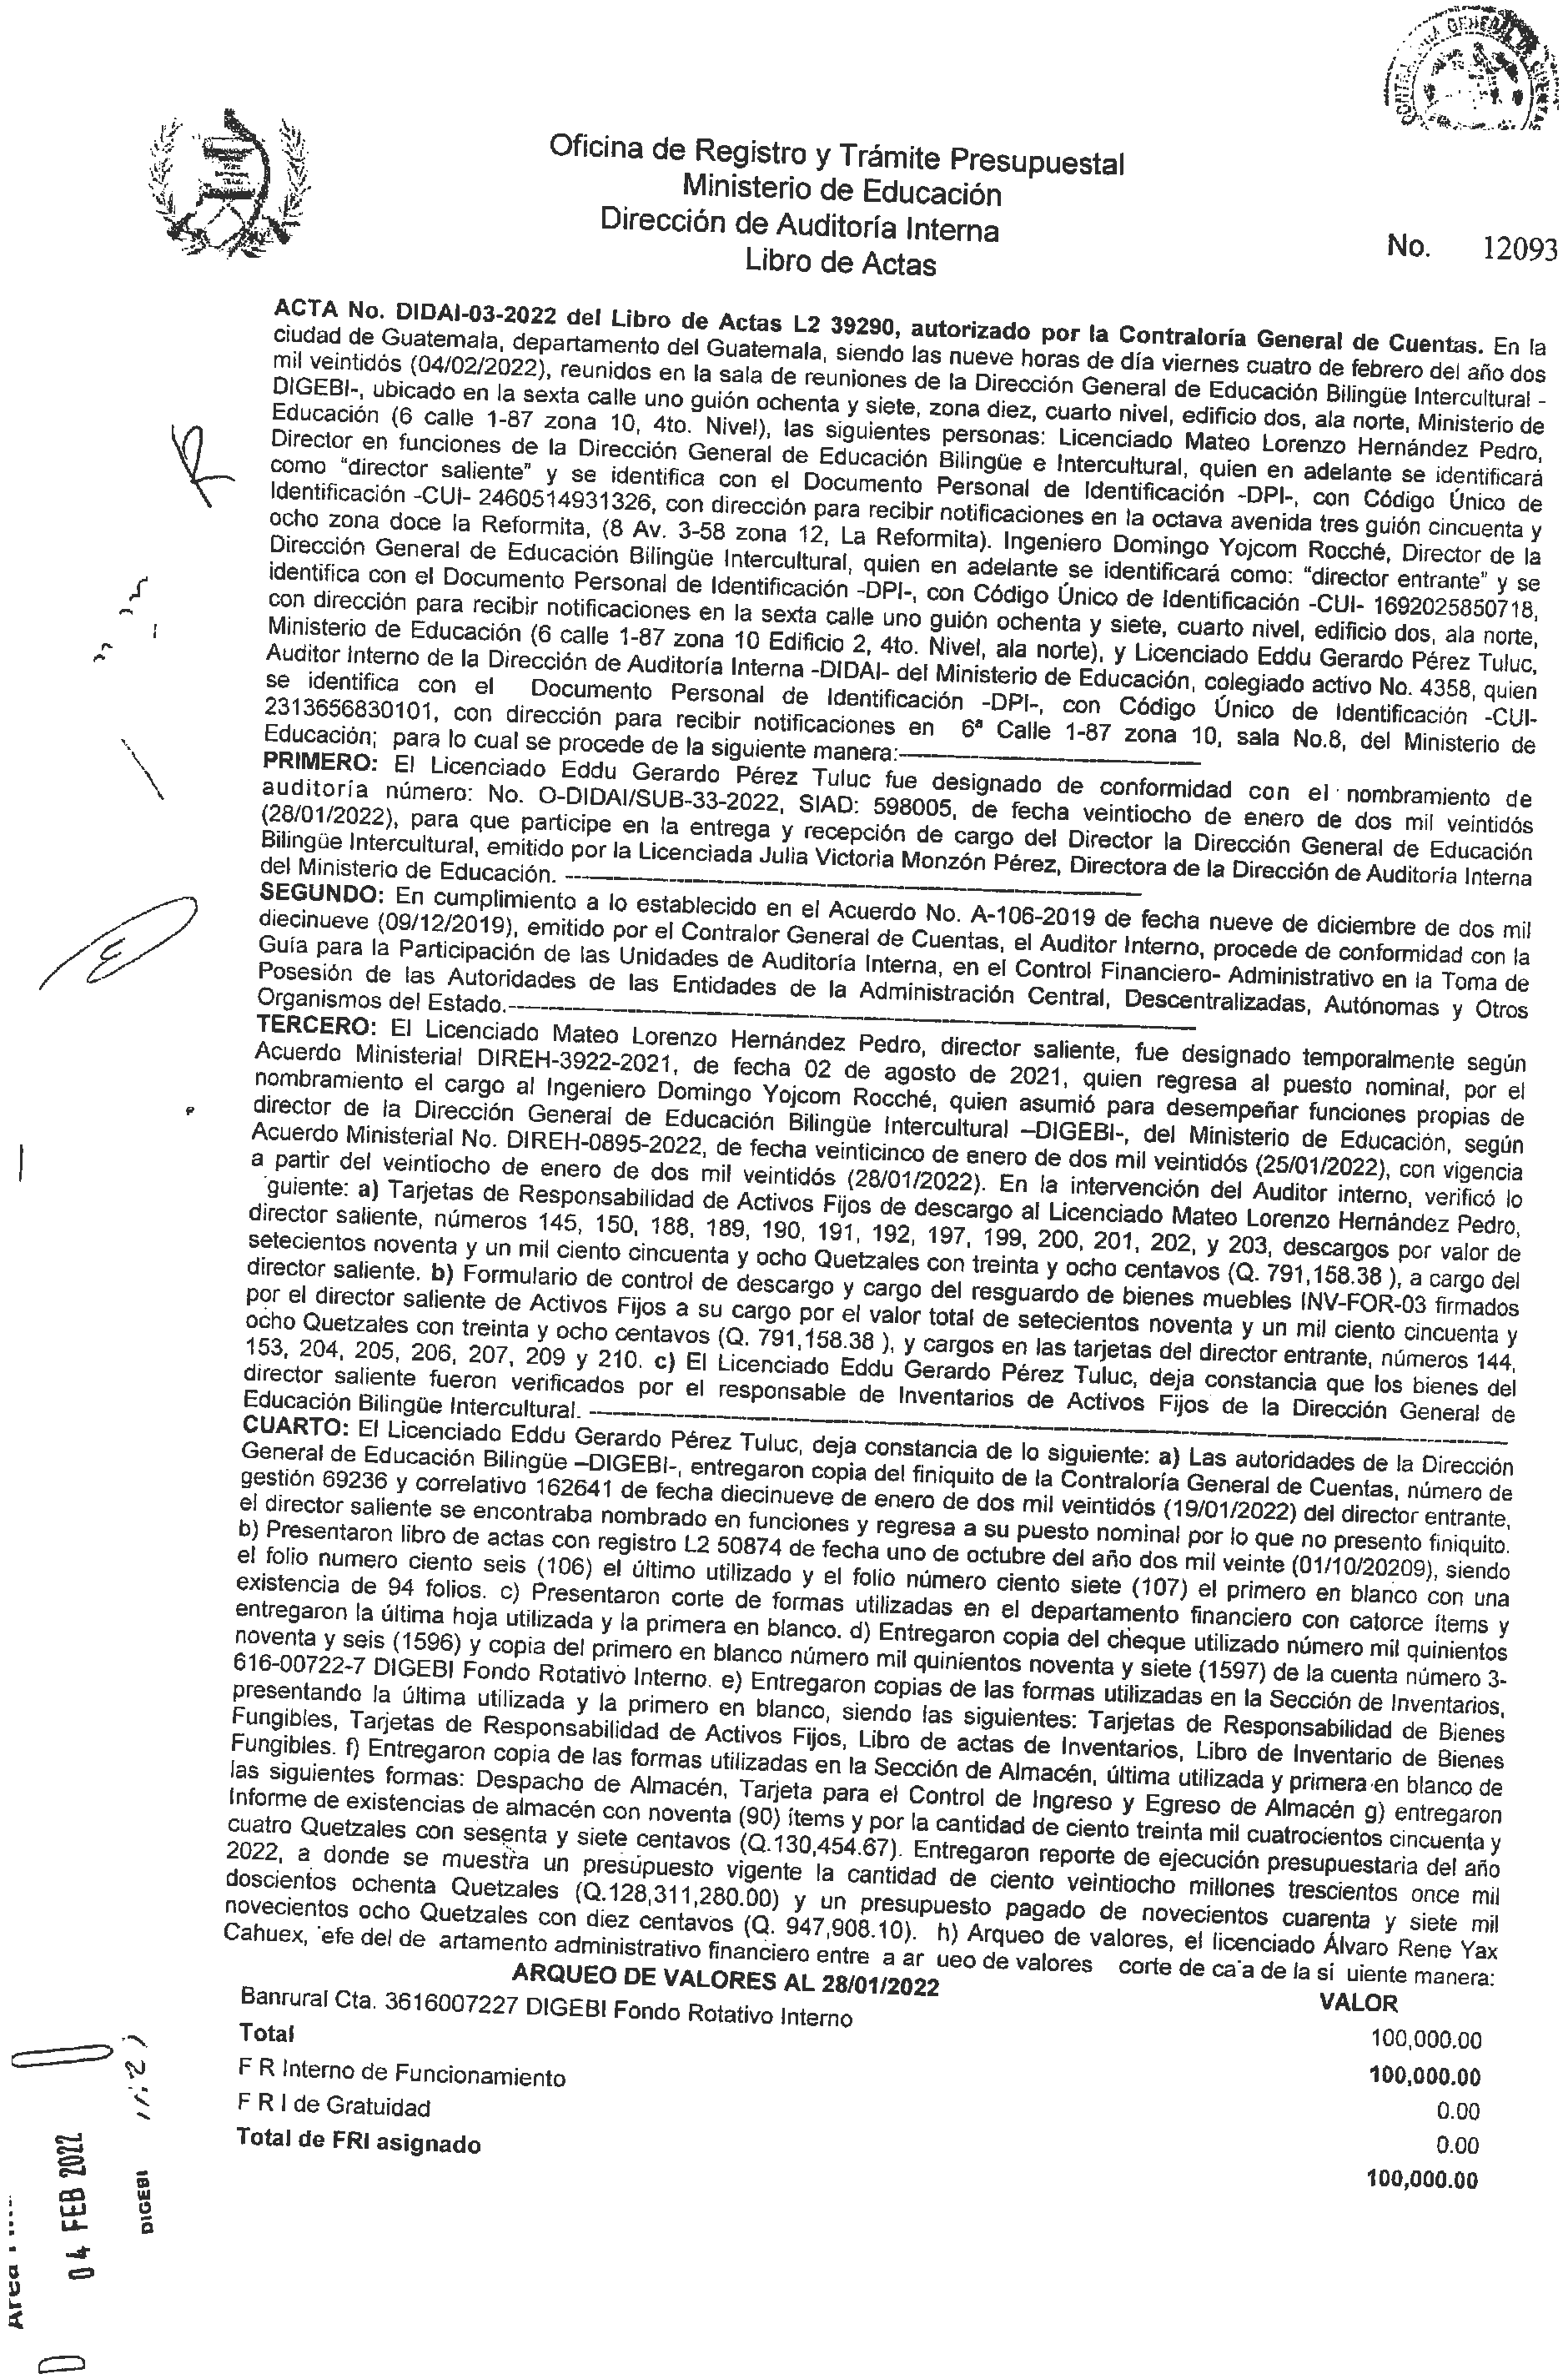 Oficina de Registro y Trámite Presupuestal
Ministerio de Educación
Dirección de Auditoría Interna
Libro de Actas
No. 12093
ACTA No. DIDAI-03-2022 del Libro de Actas L2 39290, autorizado por la Contraloría General de Cuentas. En la
ciudad de Guatemala, departamento del Guatemala, siendo las nueve horas de día viernes cuatro de febrero del año dos
mil veintidós (04/02/2022), reunidos en la sala de reuniones de la Dirección General de Educación Bilingüe Intercultural -
DIGEBI-, ubicado en la sexta calle uno guión ochenta y siete, zona diez, cuarto nivel, edificio dos, ala norte, Ministerio de
Educación (6 calle 1-87 zona 10, 4to. Nivel), las siguientes personas: Licenciado Mateo Lorenzo Hernández Pedro,
Director en funciones de la Dirección General de Educación Bilingüe e Intercultural, quien en adelante se identificará
como "director saliente" y se identifica con el Documento Personal de Identificación -DPI-, con Código Único de
Identificación -CUI- 2460514931326, con dirección para recibir notificaciones en la octava avenida tres guión cincuenta y
ocho zona doce la Reformita, (8 Av. 3-58 zona 12, La Reformita). Ingeniero Domingo Yojcom Rocché, Director de la
Dirección General de Educación Bilingüe Intercultural, quien en adelante se identificará como: "director entrante" y se
identifica con el Documento Personal de Identificación -DPI-, con Código Único de Identificación -CUI- 1692025850718,
con dirección para recibir notificaciones en la sexta calle uno guión ochenta y siete, cuarto nivel, edificio dos, ala norte,
Ministerio de Educación (6 calle 1-87 zona 10 Edificio 2, 4to. Nivel, ala norte), y Licenciado Eddu Gerardo Pérez Tuluc,
Auditor Interno de la Dirección de Auditoría Interna -DIDAI- del Ministerio de Educación, colegiado activo No. 4358, quien
se identifica con el Documento Personal de Identificación -DPI-, con Código Único de Identificación -CUI-
2313656830101, con dirección para recibir notificaciones en 6ª Calle 1-87 zona 10, sala No.8, del Ministerio de
Educación; para lo cual se procede de la siguiente manera:-
PRIMERO: El Licenciado Eddu Gerardo Pérez Tuluc fue designado de conformidad con el nombramiento de
auditoría número: No. O-DIDAI/SUB-33-2022, SIAD: 598005, de fecha veintiocho de enero de dos mil veintidós
(28/01/2022), para que participe en la entrega y recepción de cargo del Director la Dirección General de Educación
Bilingüe Intercultural, emitido por la Licenciada Julia Victoria Monzón Pérez, Directora de la Dirección de Auditoría Interna
del Ministerio de Educación. -
SEGUNDO: En cumplimiento a lo establecido en el Acuerdo No. A-106-2019 de fecha nueve de diciembre de dos mil
diecinueve (09/12/2019), emitido por el Contralor General de Cuentas, el Auditor Interno, procede de conformidad con la
Guía para la Participación de las Unidades de Auditoría Interna, en el Control Financiero- Administrativo en la Toma de
Posesión de las Autoridades de las Entidades de la Administración Central, Descentralizadas, Autónomas y Otros
Organismos del Estado.-
TERCERO: El Licenciado Mateo Lorenzo Hernández Pedro, director saliente, fue designado temporalmente según
Acuerdo Ministerial DIREH-3922-2021, de fecha 02 de agosto de 2021, quien regresa al puesto nominal, por el
nombramiento el cargo al Ingeniero Domingo Yojcom Rocché, quien asumió para desempeñar funciones propias de
director de la Dirección General de Educación Bilingüe Intercultural –DIGEBI-, del Ministerio de Educación, según
Acuerdo Ministerial No. DIREH-0895-2022, de fecha veinticinco de enero de dos mil veintidós (25/01/2022), con vigencia
a partir del veintiocho de enero de dos mil veintidós (28/01/2022). En la intervención del Auditor interno, verificó lo
guiente: a) Tarjetas de Responsabilidad de Activos Fijos de descargo al Licenciado Mateo Lorenzo Hernández Pedro,
director saliente, números 145, 150, 188, 189, 190, 191, 192, 197, 199, 200, 201, 202, y 203, descargos por valor de
setecientos noventa y un mil ciento cincuenta y ocho Quetzales con treinta y ocho centavos (Q. 791,158.38 ), a cargo del
director saliente. b) Formulario de control de descargo y cargo del resguardo de bienes muebles INV-FOR-03 firmados
por el director saliente de Activos Fijos a su cargo por el valor total de setecientos noventa y un mil ciento cincuenta y
ocho Quetzales con treinta y ocho centavos (Q. 791,158.38 ), y cargos en las tarjetas del director entrante, números 144,
153, 204, 205, 206, 207, 209 y 210. c) El Licenciado Eddu Gerardo Pérez Tuluc, deja constancia que los bienes del
director saliente fueron verificados por el responsable de Inventarios de Activos Fijos de la Dirección General de
Educación Bilingüe Intercultural. -
CUARTO: El Licenciado Eddu Gerardo Pérez Tuluc, deja constancia de lo siguiente: a) Las autoridades de la Dirección
General de Educación Bilingüe –DIGEBI-, entregaron copia del finiquito de la Contraloría General de Cuentas, número de
gestión 69236 y correlativo 162641 de fecha diecinueve de enero de dos mil veintidós (19/01/2022) del director entrante,
el director saliente se encontraba nombrado en funciones y regresa a su puesto nominal por lo que no presento finiquito.
b) Presentaron libro de actas con registro L2 50874 de fecha uno de octubre del año dos mil veinte (01/10/20209), siendo
el folio numero ciento seis (106) el último utilizado y el folio número ciento siete (107) el primero en blanco con una
existencia de 94 folios. c) Presentaron corte de formas utilizadas en el departamento financiero con catorce ítems y
entregaron la última hoja utilizada y la primera en blanco. d) Entregaron copia del cheque utilizado número mil quinientos
noventa y seis (1596) y copia del primero en blanco número mil quinientos noventa y siete (1597) de la cuenta número 3-
616-00722-7 DIGEBI Fondo Rotativo Interno. e) Entregaron copias de las formas utilizadas en la Sección de Inventarios,
presentando la última utilizada y la primero en blanco, siendo las siguientes: Tarjetas de Responsabilidad de Bienes
Fungibles, Tarjetas de Responsabilidad de Activos Fijos, Libro de actas de Inventarios, Libro de Inventario de Bienes
Fungibles. f) Entregaron copia de las formas utilizadas en la Sección de Almacén, última utilizada y primera en blanco de
las siguientes formas: Despacho de Almacén, Tarjeta para el Control de Ingreso y Egreso de Almacén g) entregaron
Informe de existencias de almacén con noventa (90) ítems y por la cantidad de ciento treinta mil cuatrocientos cincuenta y
cuatro Quetzales con sesenta y siete centavos (Q.130,454.67). Entregaron reporte de ejecución presupuestaria del año
2022, a donde se muestra un presupuesto vigente la cantidad de ciento veintiocho millones trescientos once mil
doscientos ochenta Quetzales (Q.128,311,280.00) y un presupuesto pagado de novecientos cuarenta y siete mil
novecientos ocho Quetzales con diez centavos (Q. 947,908.10). h) Arqueo de valores, el licenciado Álvaro Rene Yax
Cahuex, efe del de artamento administrativo financiero entre a ar ueo de valores corte de ca a de la si uiente manera:
ARQUEO DE VALORES AL 28/01/2022 VALOR
Banrural Cta. 3616007227 DIGEBI Fondo Rotativo Interno 100,000.00
Total 100,000.00
F R Interno de Funcionamiento 0.00
F R I de Gratuidad 0.00
Total de FRI asignado 100,000.00
04 FEB 2022
DIGEBI